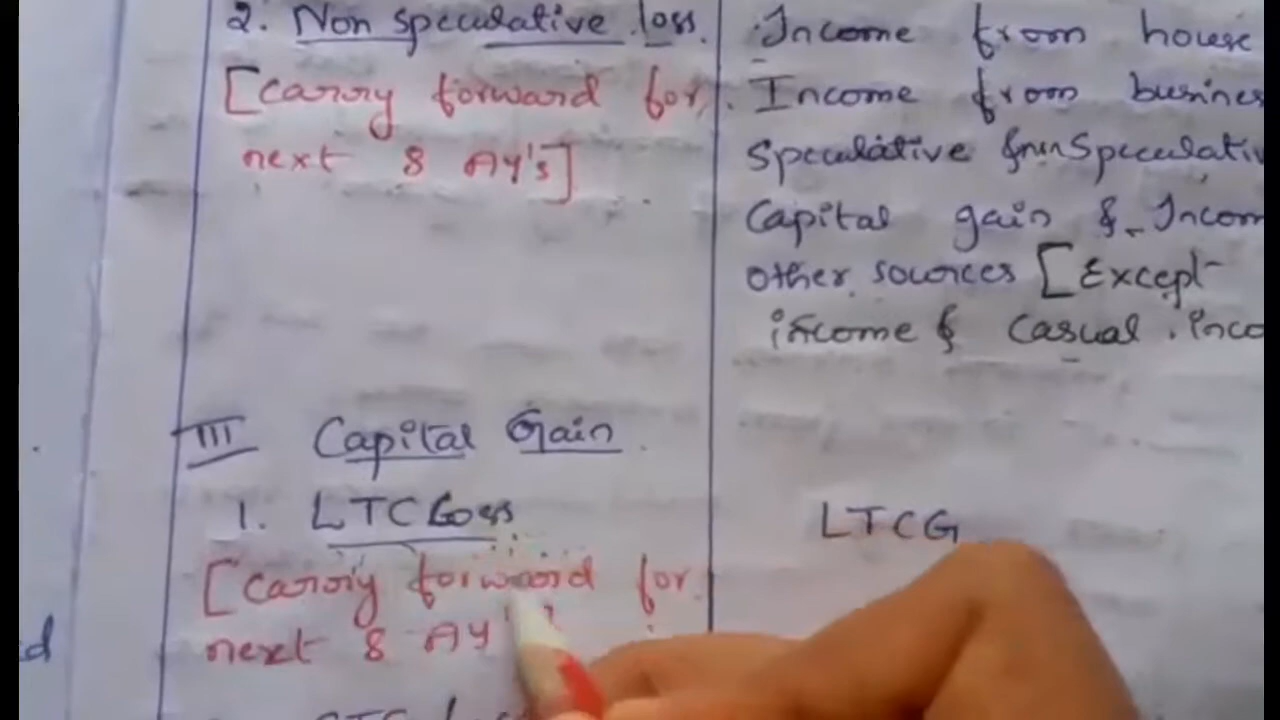 2. Non speculative loss.
[carry forward for
next 8 AY's]
Income from house
Income from busines
Speculative & non Speculativ
Capital gain & Incom
other sources [Except
income & casual inco
III Capital Gain
1. LTC Loss
[carry forward for
next 8 AY's
LTCG